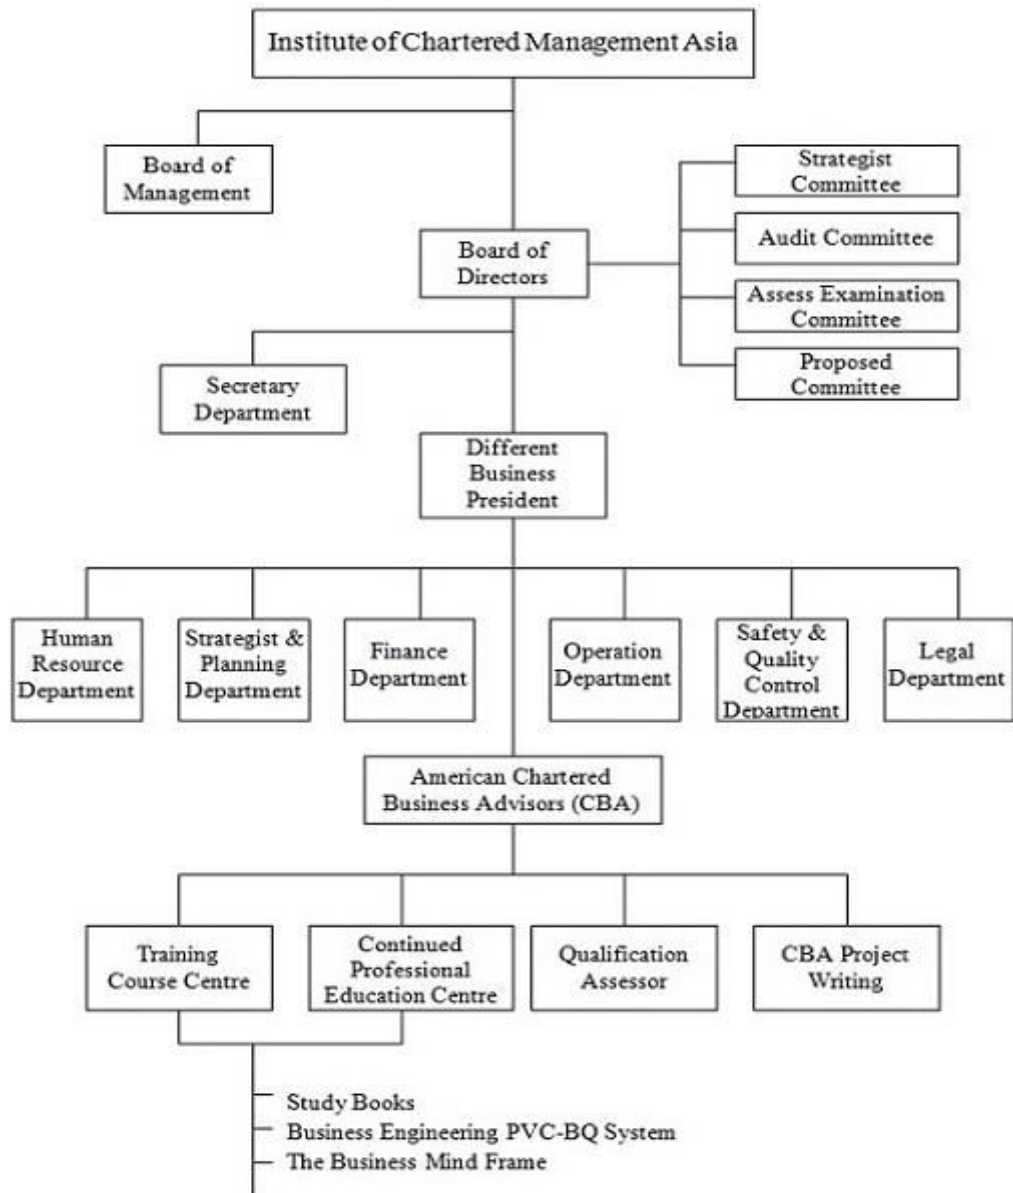 Institute of Chartered Management Asia
Board of
Management
Strategist
Committee
Audit Committee
Assess Examination
Committee
Proposed
Committee
Board of
Directors
Secretary
Department
Different
Business
President
Human
Resource
Department
Strategist &
Planning
Department
Finance
Department
Operation
Department
Safety &
Quality
Control
Department
Legal
Department
American Chartered
Business Advisors (CBA)
Training
Course Centre
Continued
Professional
Education Centre
Qualification
Assessor
CBA Project
Writing
Study Books
Business Engineering PVC-BQ System
The Business Mind Frame